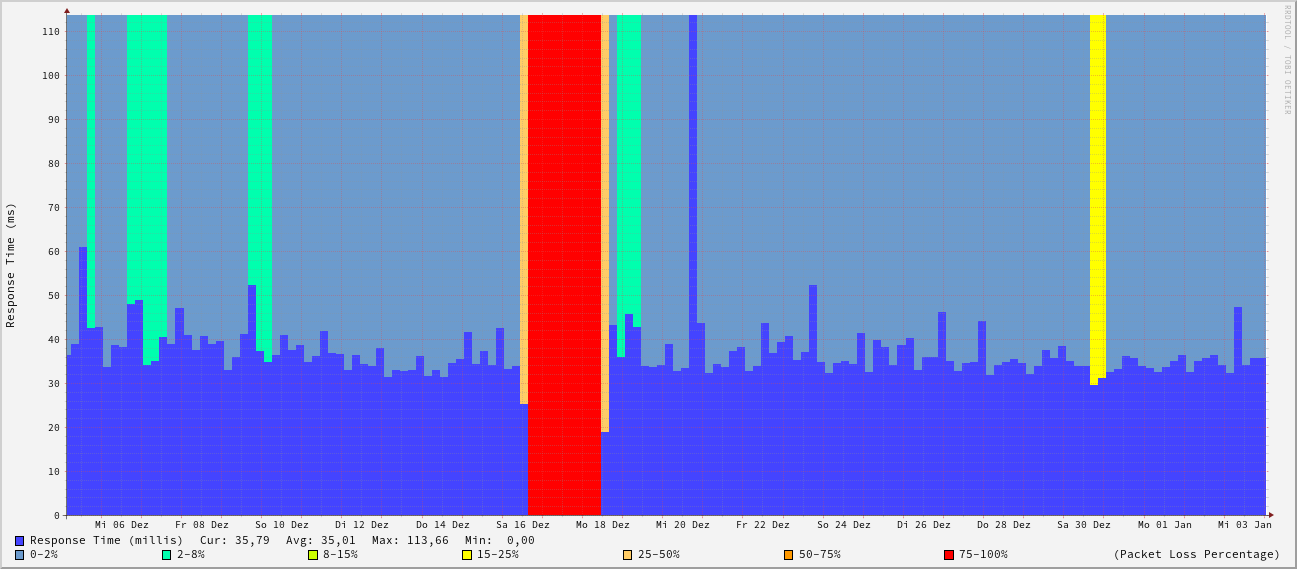 RRDTOOL / TOBI OETIKER
Response Time (ms)
110
100
90
80
70
60
50
40
30
20
10
0
Mi 06 Dez Fr 08 Dez So 10 Dez Di 12 Dez Do 14 Dez Sa 16 Dez Mo 18 Dez Mi 20 Dez Fr 22 Dez So 24 Dez Di 26 Dez Do 28 Dez Sa 30 Dez Mo 01 Jan Mi 03 Jan
Response Time (millis) Cur: 35,79 Avg: 35,01 Max: 113,66 Min: 0,00
0-2% 2-8% 8-15% 15-25% 25-50% 50-75% 75-100% (Packet Loss Percentage)